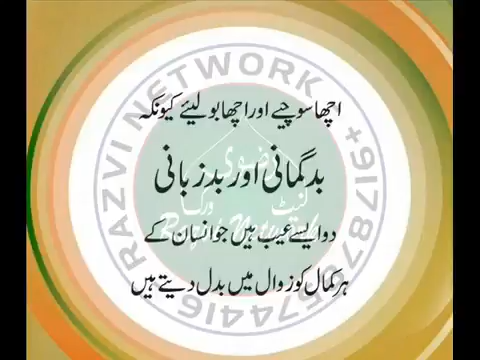 اچھا سوچیے اور اچھا بولیئے کیونکہ
بدگمانی اور بدزبانی
دو ایسے عیب ہیں جو انسان کے
ہر کمال کو زوال میں بدل دیتے ہیں
RAZVI NETWORK